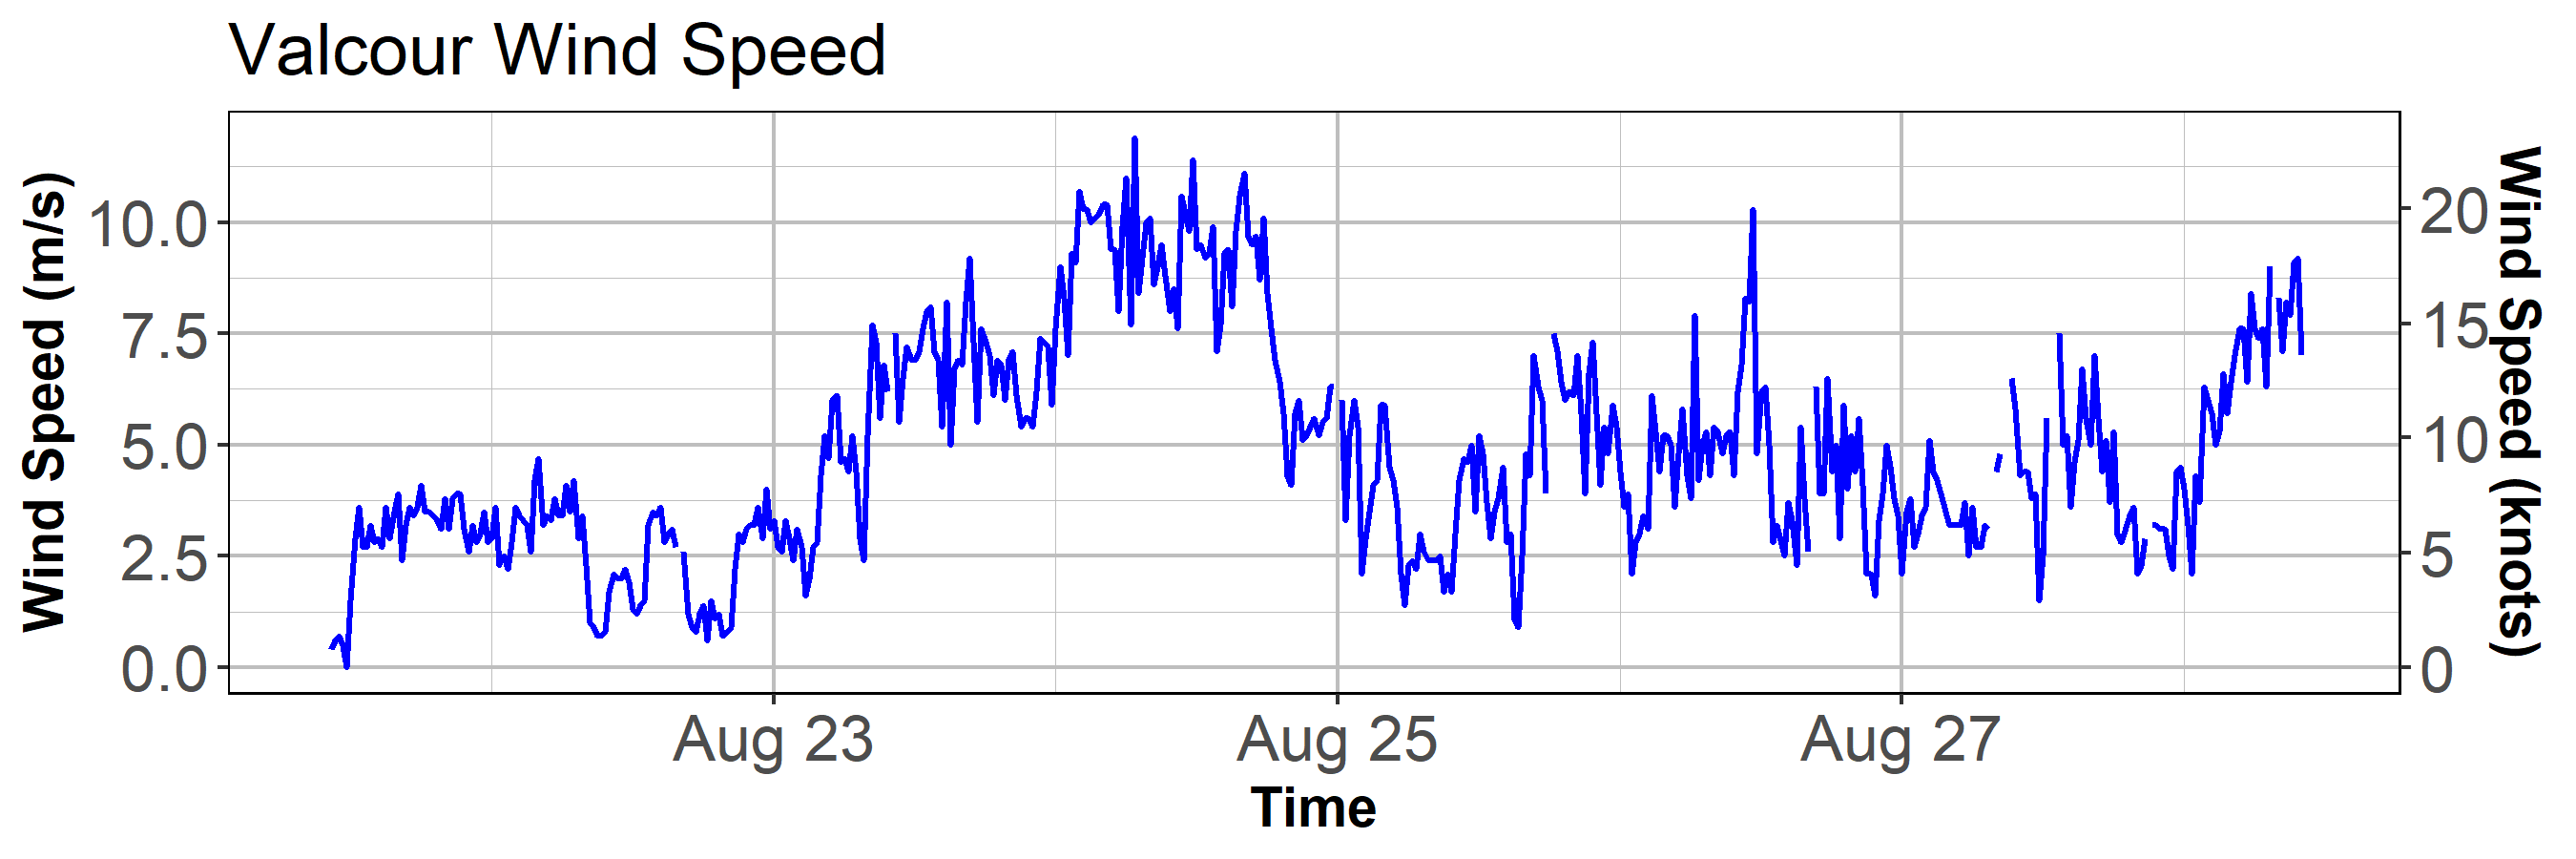 Valcour Wind Speed
Wind Speed (m/s)
10.0
7.5
5.0
2.5
0.0
20
15
10
5
0
Wind Speed (knots)
Aug 23
Aug 25
Aug 27
Time